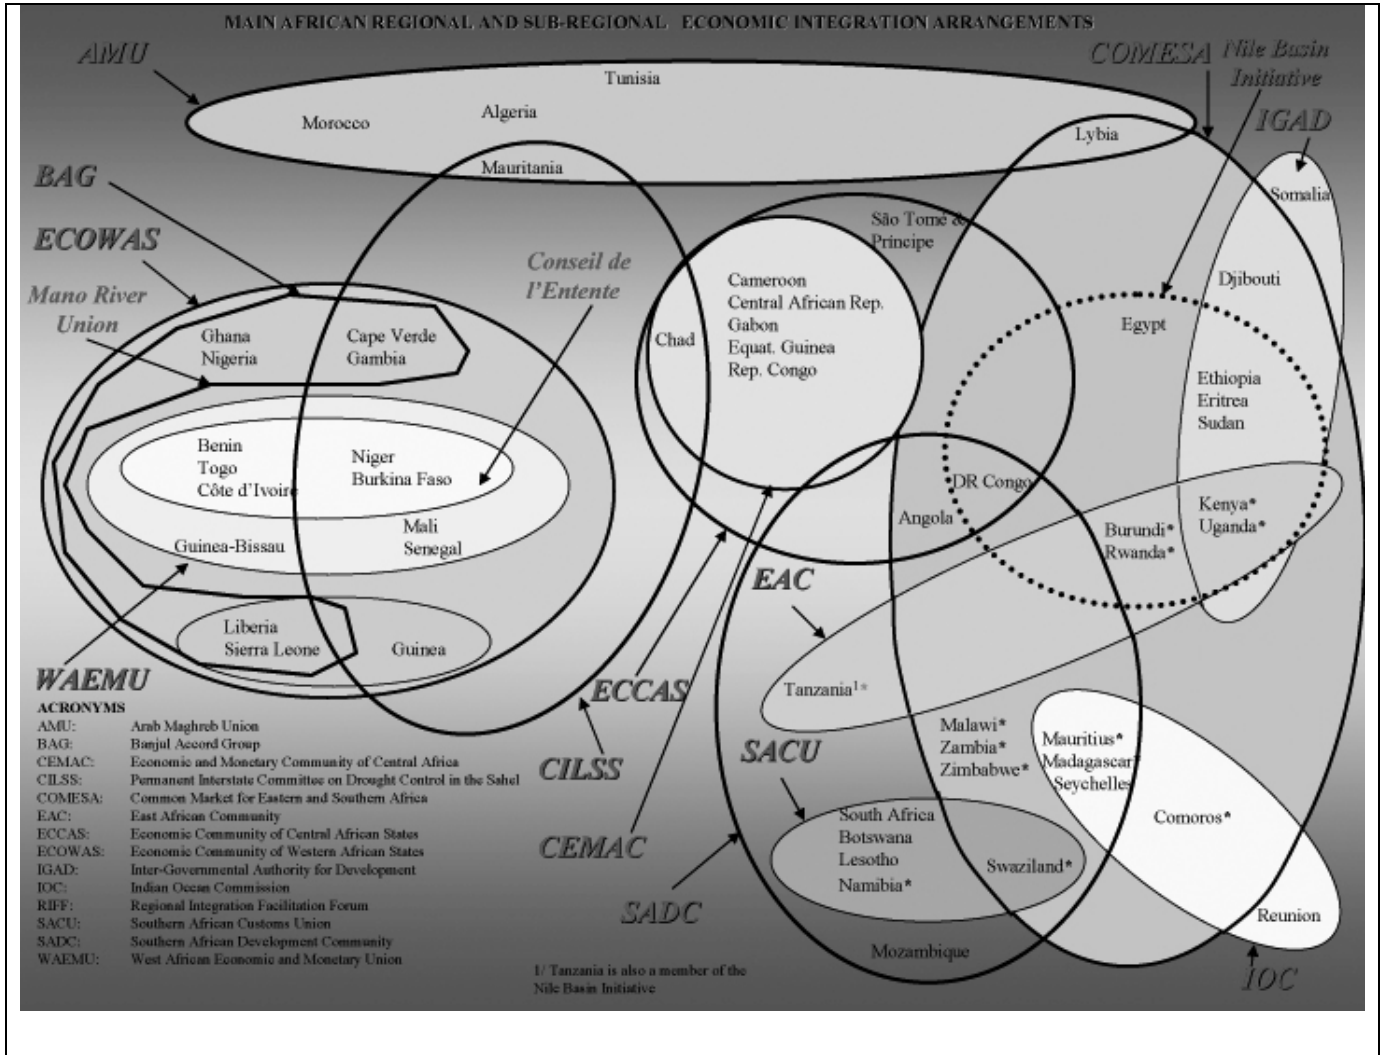 MAIN AFRICAN REGIONAL AND SUB-REGIONAL ECONOMIC INTEGRATION ARRANGEMENTS
AMU
COMESA
Nile Basin
Initiative
IGAD
Tunisia
Algeria
Morocco
Lybia
Mauritania
BAG
ECOWAS
Mano River
Union
Conseil de
l'Entente
Somalia
São Tomé &
Príncipe
Djibouti
Cameroon
Central African Rep.
Gabon
Equat. Guinea
Rep. Congo
Chad
Egypt
Ghana
Nigeria
Cape Verde
Gambia
Ethiopia
Eritrea
Sudan
Benin
Togo
Côte d'Ivoire
Niger
Burkina Faso
DR Congo
Angola
Kenya*
Uganda*
Burundi*
Rwanda*
Mali
Senegal
Guinea-Bissau
EAC
Liberia
Sierra Leone
Guinea
WAEMU
ECCAS
Tanzania1*
Malawi*
Zambia*
Zimbabwe*
Mauritius*
Madagascar*
Seychelles
SACU
CILSS
CEMAC
SADC
Comoros*
South Africa
Botswana
Lesotho
Namibia*
Swaziland*
Reunion
Mozambique
IOC
ACRONYMS
AMU: Arab Maghreb Union
BAG: Banjul Accord Group
CEMAC: Economic and Monetary Community of Central Africa
CILSS: Permanent Interstate Committee on Drought Control in the Sahel
COMESA: Common Market for Eastern and Southern Africa
EAC: East African Community
ECCAS: Economic Community of Central African States
ECOWAS: Economic Community of Western African States
IGAD: Inter-Governmental Authority for Development
IOC: Indian Ocean Commission
RIFF: Regional Integration Facilitation Forum
SACU: Southern African Customs Union
SADC: Southern African Development Community
WAEMU: West African Economic and Monetary Union
1/ Tanzania is also a member of the
Nile Basin Initiative